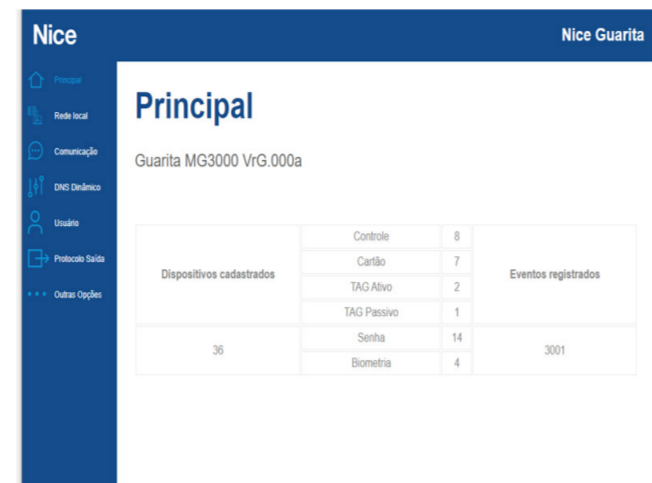 Nice
Nice Guarita
Principal
Rede local
Comunicação
DNS Dinâmico
Usuário
Protocolo Saída
Outras Opções
Principal
Guarita MG3000 VrG.000a
Dispositivos cadastrados
36
Controle 8
Cartão 7
TAG Ativo 2
TAG Passivo 1
Senha 14
Biometria 4
Eventos registrados
3001